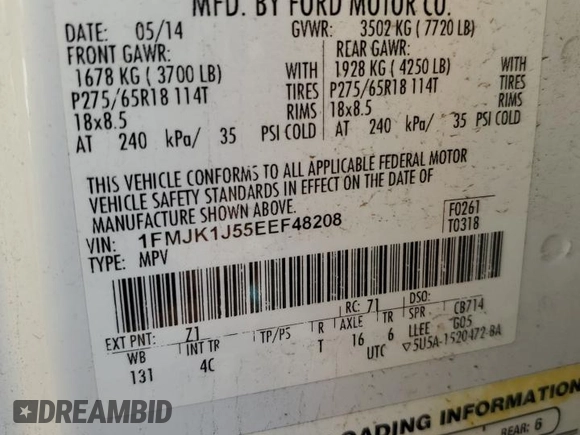 MFD. BY FORD MOTOR CO.
DATE: 05/14 GVWR: 3502 KG ( 7720 LB)
FRONT GAWR: REAR GAWR:
1678 KG ( 3700 LB) WITH 1928 KG ( 4250 LB) WITH
P275/65R18 114T TIRES P275/65R18 114T TIRES
18x8.5 RIMS 18x8.5 RIMS
AT 240 kPa/ 35 PSI COLD AT 240 kPa/ 35 PSI COLD
THIS VEHICLE CONFORMS TO ALL APPLICABLE FEDERAL MOTOR
VEHICLE SAFETY STANDARDS IN EFFECT ON THE DATE OF
MANUFACTURE SHOWN ABOVE.
VIN: 1FMJK1J55EEF48208 F0261
TYPE: MPV T0318
EXT PNT: Z1 RC: 71 DSO:
WB INT TR TP/PS R AXLE TR SPR CB714
131 4C T 16 6 LLEE G05
UTC ▽5U5A-1520472-BA
LOADING INFORMATION
REAR: 6
DREAMBID